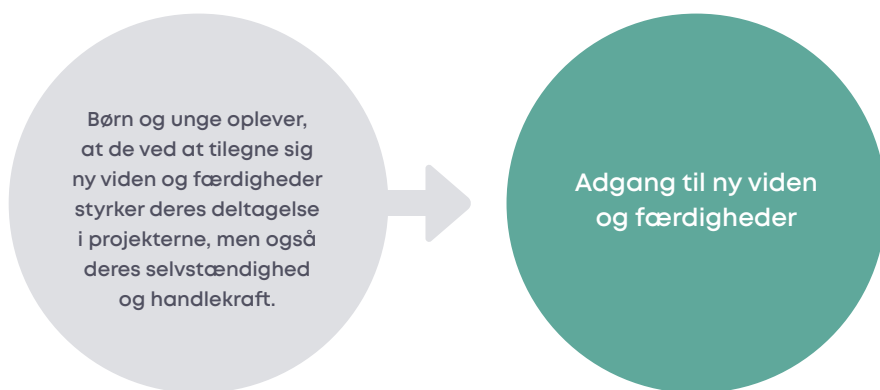 Børn og unge oplever,
at de ved at tilegne sig
ny viden og færdigheder
styrker deres deltagelse
i projekterne, men også
deres selvstændighed
og handlekraft.
Adgang til ny viden
og færdigheder